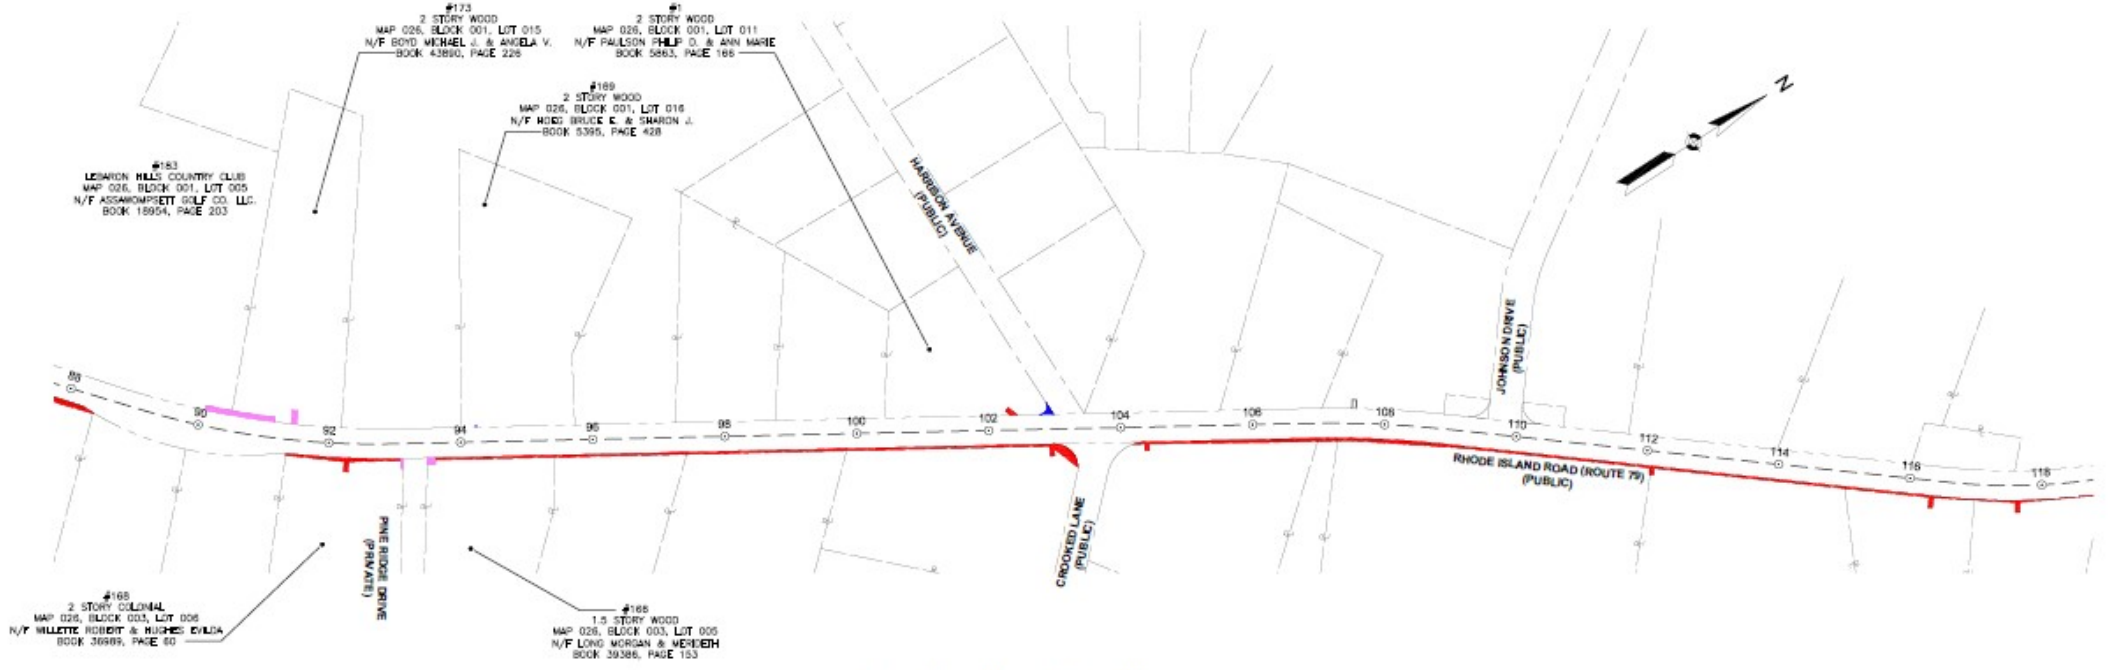 #173
2 STORY WOOD
MAP 026, BLOCK 001, LOT 015
N/F BOYD MICHAEL J. & ANGELA V.
BOOK 43890, PAGE 226
#1
2 STORY WOOD
MAP 026, BLOCK 001, LOT 011
N/F PAULSON PHILIP D. & ANN MARIE
BOOK 5863, PAGE 166
#169
2 STORY WOOD
MAP 026, BLOCK 001, LOT 016
N/F HOEG BRUCE E. & SHARON J.
BOOK 5395, PAGE 428
#183
LEBARON HILLS COUNTRY CLUB
MAP 026, BLOCK 001, LOT 005
N/F ASSAWOMPSETT GOLF CO. LLC.
BOOK 18954, PAGE 203
N
HARRISON AVENUE
(PUBLIC)
JOHNSON DRIVE
(PUBLIC)
88
90
92
94
96
98
100
102
104
106
108
110
112
114
116
118
RHODE ISLAND ROAD (ROUTE 79)
(PUBLIC)
PINE RIDGE DRIVE
(PRIVATE)
CROOKED LANE
(PUBLIC)
#168
2 STORY COLONIAL
MAP 026, BLOCK 003, LOT 006
N/F WILLETTE ROBERT & HUGHES EVILDA
BOOK 36989, PAGE 60
#166
1.5 STORY WOOD
MAP 026, BLOCK 003, LOT 005
N/F LONG MORGAN & MERIDETH
BOOK 39386, PAGE 153